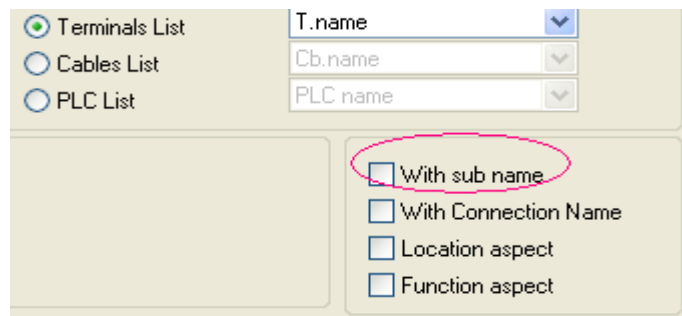 Terminals List T.name
Cables List Cb.name
PLC List PLC name
With sub name
With Connection Name
Location aspect
Function aspect